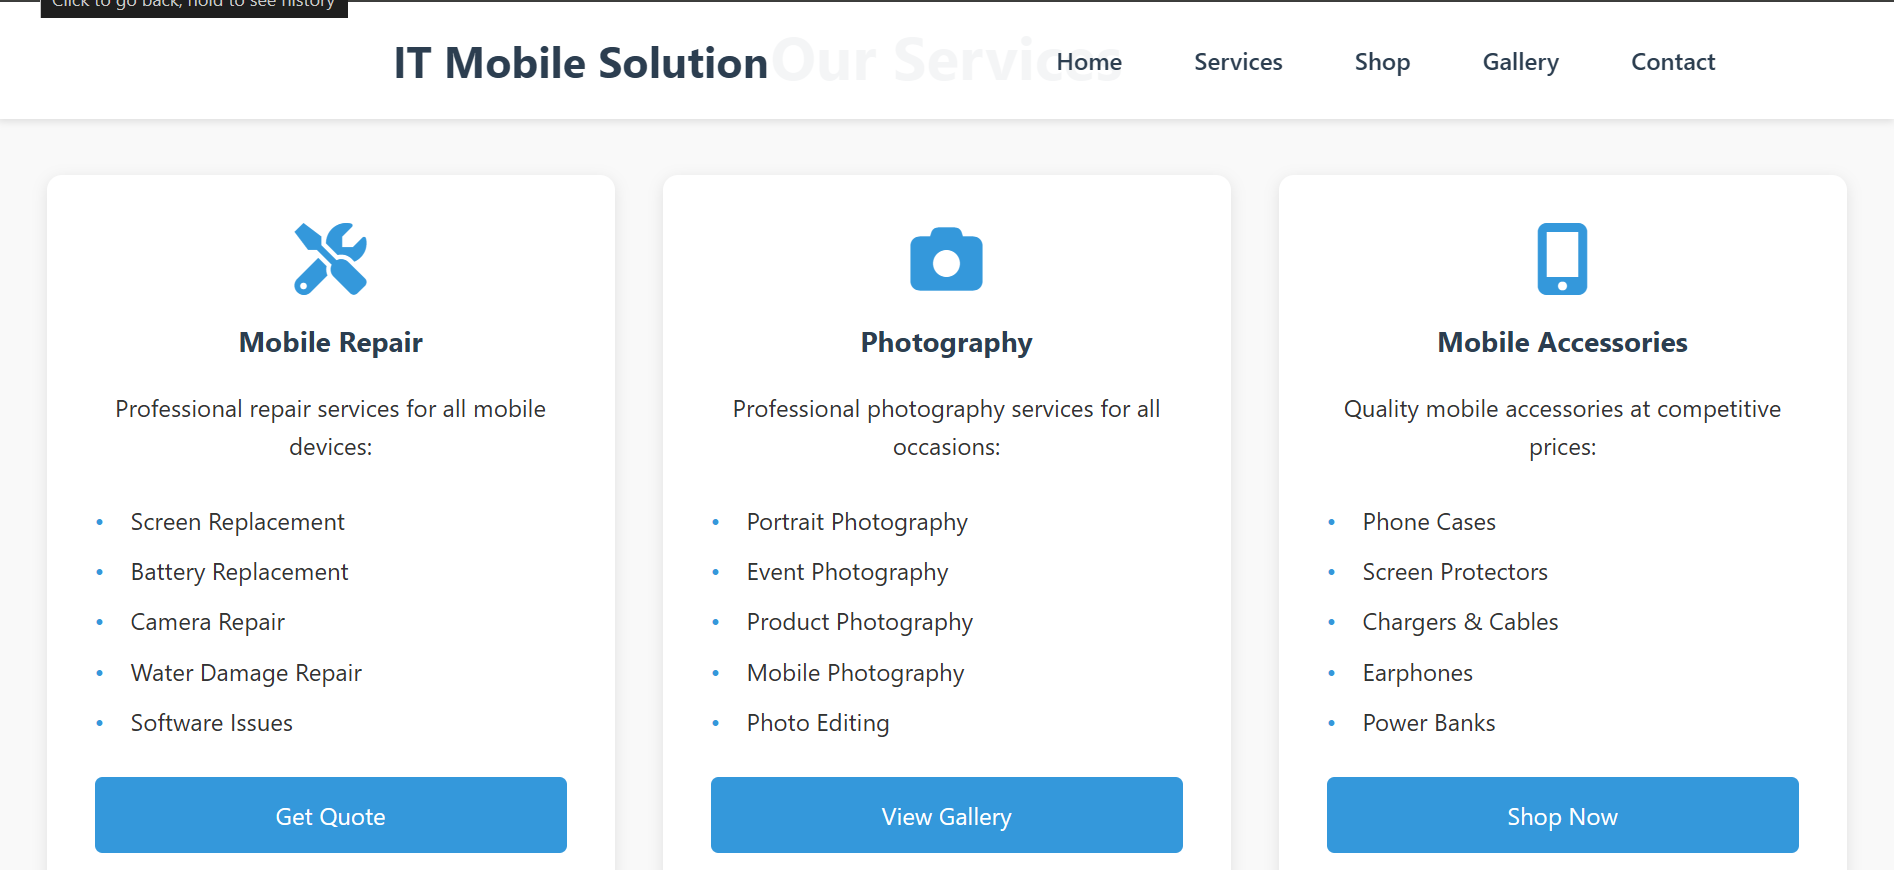 Click to go back, hold to see history
IT Mobile Solution
Our Services
Home Services Shop Gallery Contact
Mobile Repair
Professional repair services for all mobile
devices:
• Screen Replacement
• Battery Replacement
• Camera Repair
• Water Damage Repair
• Software Issues
Get Quote
Photography
Professional photography services for all
occasions:
• Portrait Photography
• Event Photography
• Product Photography
• Mobile Photography
• Photo Editing
View Gallery
Mobile Accessories
Quality mobile accessories at competitive
prices:
• Phone Cases
• Screen Protectors
• Chargers & Cables
• Earphones
• Power Banks
Shop Now